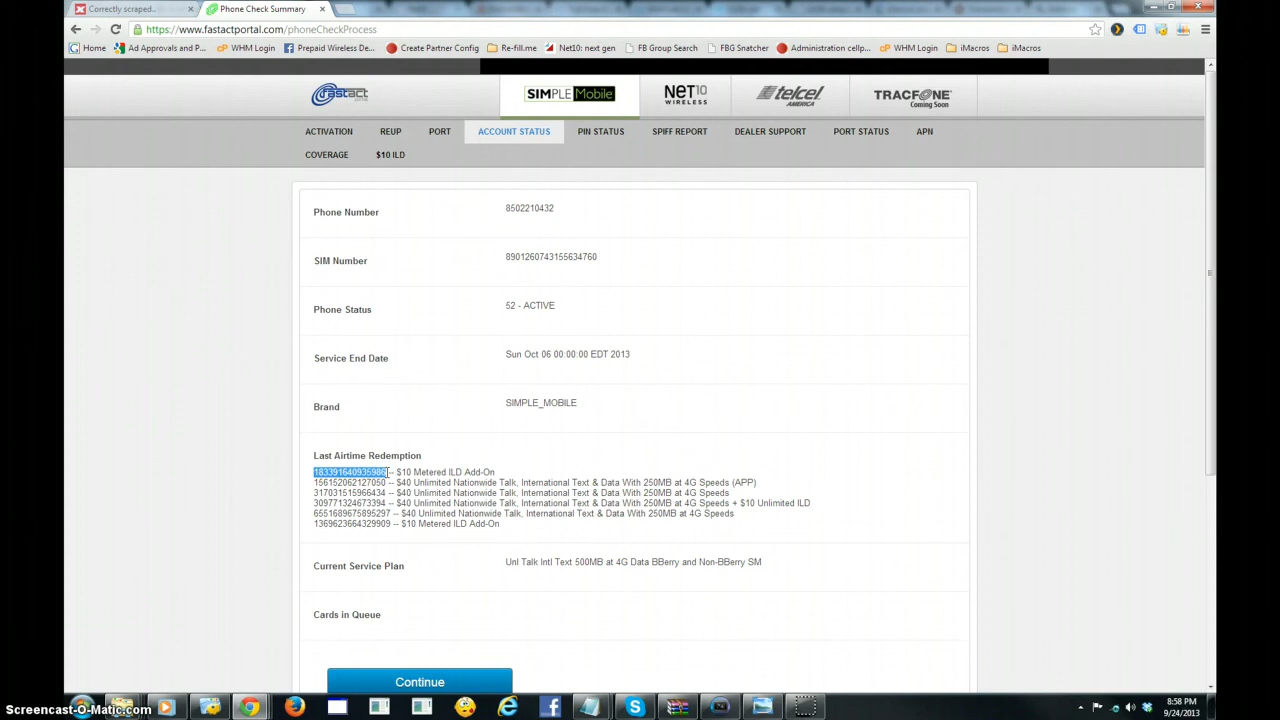 Correctly scraped..
Phone Check Summary
https://www.fastactportal.com/phoneCheckProcess
Home
Ad Approvals and P...
WHM Login
Prepaid Wireless De...
Create Partner Config
Re-fill.me
Net10: next gen
FB Group Search
FBG Snatcher
Administration cellp...
WHM Login
iMacros
iMacros
fastact
SIMPLE Mobile
NET10 WIRELESS
telcel AMERICA
TRACFONE
Coming Soon
ACTIVATION
REUP
PORT
ACCOUNT STATUS
PIN STATUS
SPIFF REPORT
DEALER SUPPORT
PORT STATUS
APN
COVERAGE
$10 ILD
Phone Number 8502210432
SIM Number 8901260743155634760
Phone Status 52 - ACTIVE
Service End Date Sun Oct 06 00:00:00 EDT 2013
Brand SIMPLE_MOBILE
Last Airtime Redemption
183391640935986 -- $10 Metered ILD Add-On
156152062127050 -- $40 Unlimited Nationwide Talk, International Text & Data With 250MB at 4G Speeds (APP)
317031515966434 -- $40 Unlimited Nationwide Talk, International Text & Data With 250MB at 4G Speeds
309771324673394 -- $40 Unlimited Nationwide Talk, International Text & Data With 250MB at 4G Speeds + $10 Unlimited ILD
6551689675895297 -- $40 Unlimited Nationwide Talk, International Text & Data With 250MB at 4G Speeds
1369623664329909 -- $10 Metered ILD Add-On
Current Service Plan Unl Talk Intl Text 500MB at 4G Data BBerry and Non-BBerry SM
Cards in Queue
Continue
8:58 PM
9/24/2013
Screencast-O-Matic.com